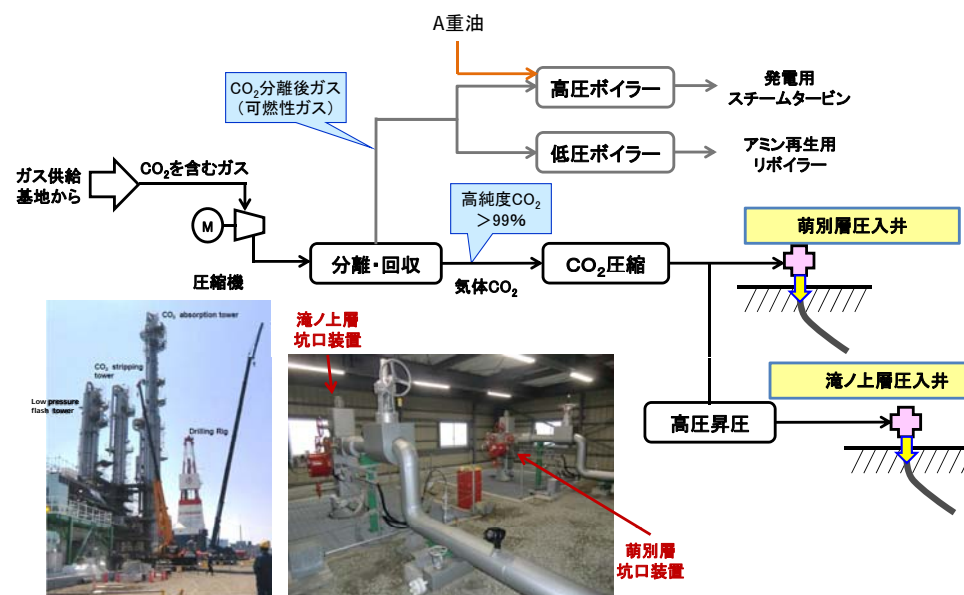 A重油
CO₂分離後ガス
（可燃性ガス）
高圧ボイラー
発電用
スチームタービン
低圧ボイラー
アミン再生用
リボイラー
ガス供給
基地から
CO₂を含むガス
M
圧縮機
分離・回収
高純度CO₂
＞99%
気体CO₂
CO₂圧縮
萌別層圧入井
滝ノ上層圧入井
高圧昇圧
CO₂ absorption tower
CO₂ stripping
tower
Low pressure
flash tower
Drilling Rig
滝ノ上層
坑口装置
萌別層
坑口装置